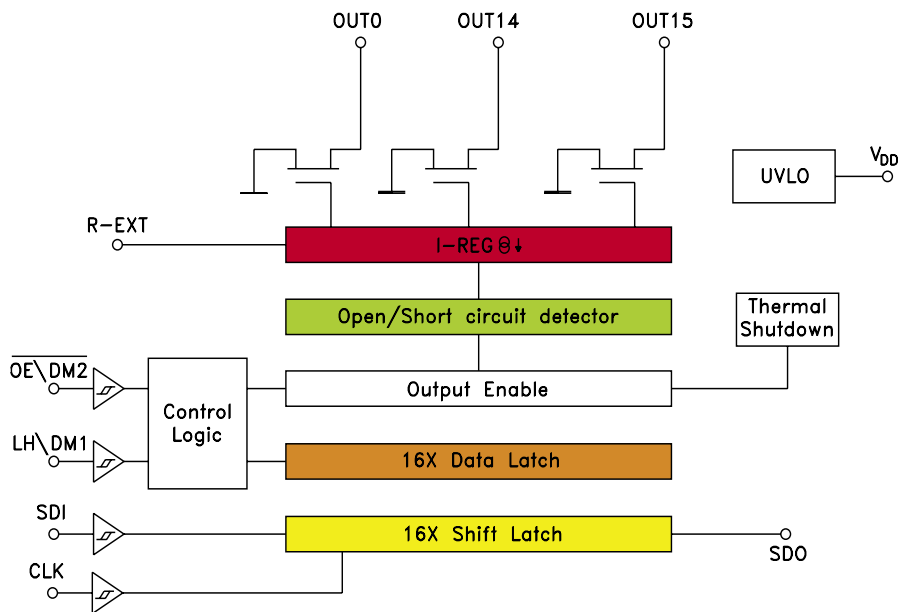 OUT0 OUT14 OUT15
UVLO
VDD
R-EXT
I-REG
Open/Short circuit detector
Thermal
Shutdown
OE\DM2
Output Enable
Control
Logic
LH\DM1
16X Data Latch
SDI
16X Shift Latch
SDO
CLK